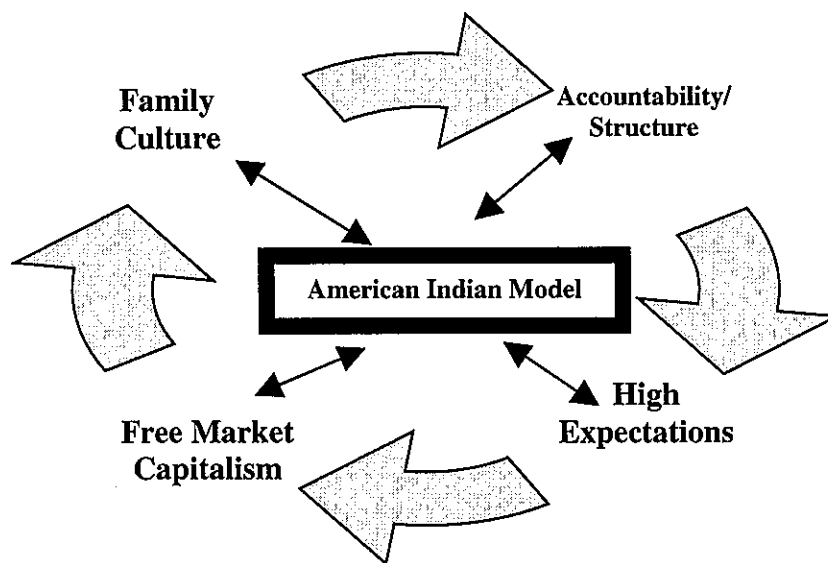 Family
Culture
Accountability/
Structure
American Indian Model
Free Market
Capitalism
High
Expectations